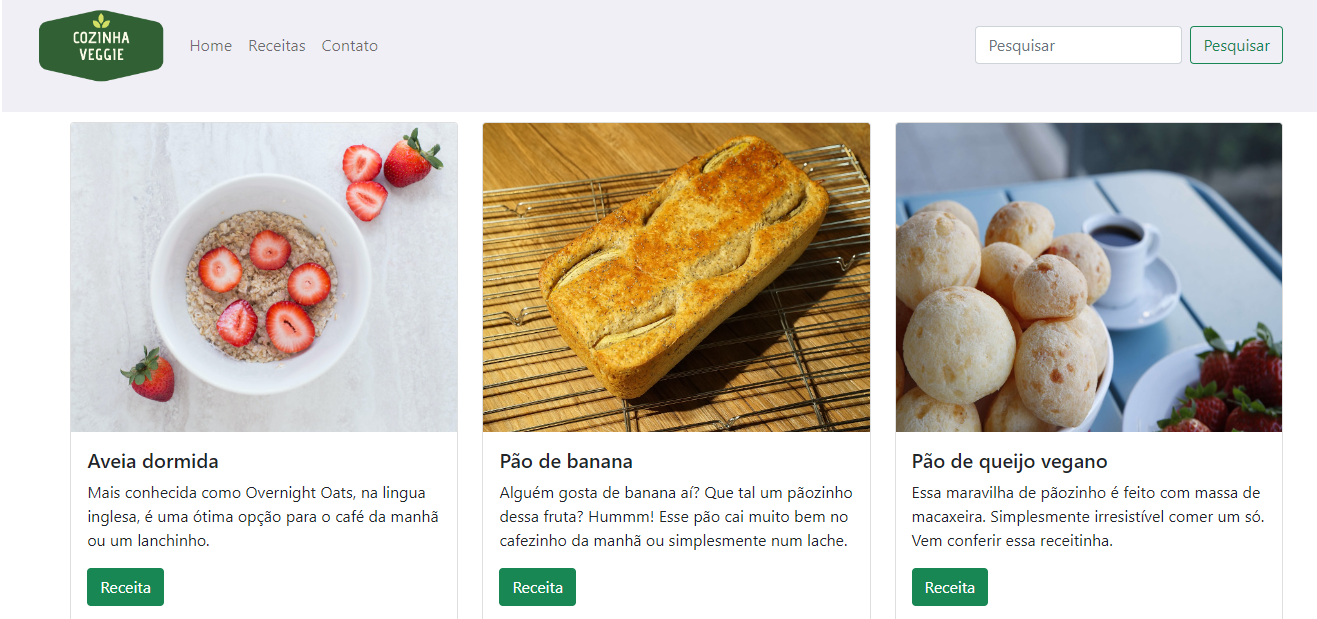 COZINHA
VEGGIE
Home Receitas Contato
Pesquisar Pesquisar
Aveia dormida
Mais conhecida como Overnight Oats, na lingua
inglesa, é uma ótima opção para o café da manhã
ou um lanchinho.
Receita
Pão de banana
Alguém gosta de banana aí? Que tal um pãozinho
dessa fruta? Hummm! Esse pão cai muito bem no
cafezinho da manhã ou simplesmente num lache.
Receita
Pão de queijo vegano
Essa maravilha de pãozinho é feito com massa de
macaxeira. Simplesmente irresistível comer um só.
Vem conferir essa receitinha.
Receita